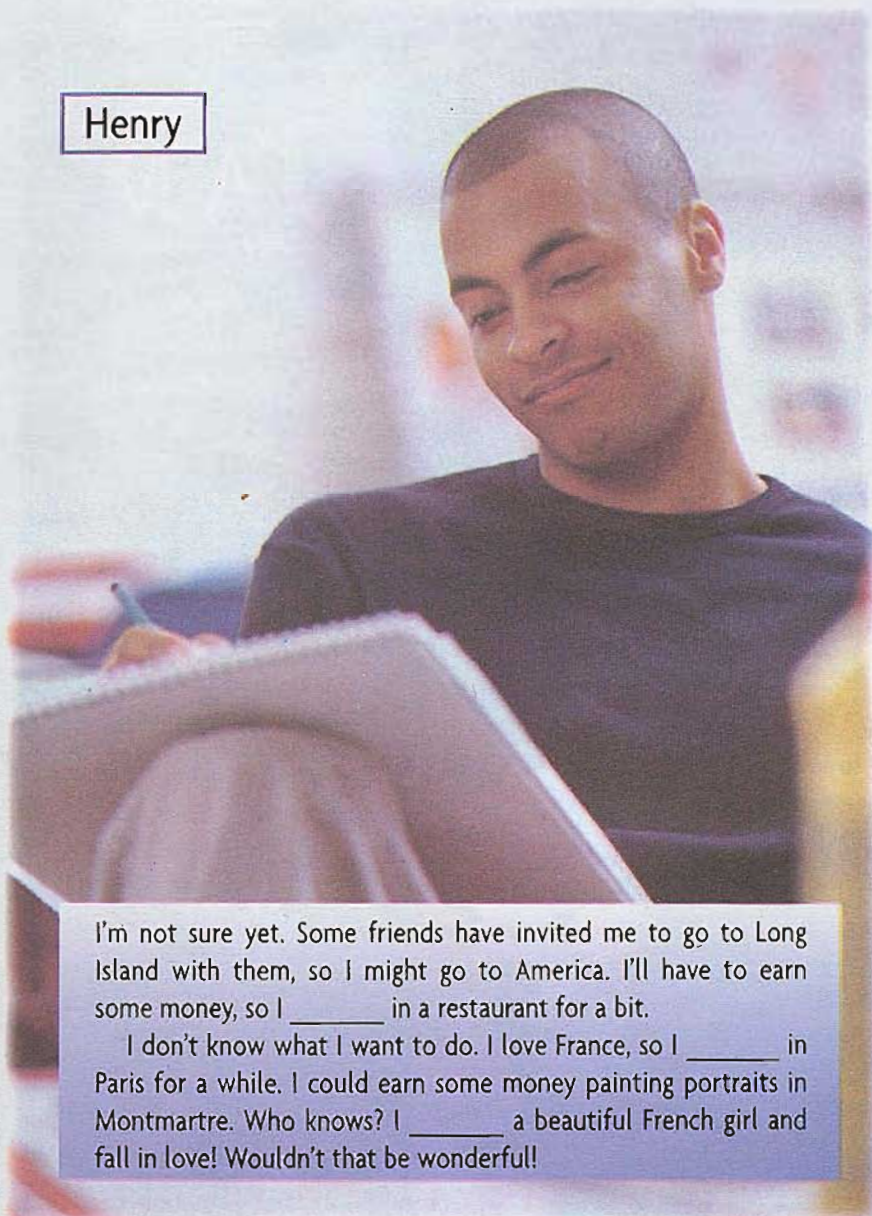 Henry
I'm not sure yet. Some friends have invited me to go to Long
Island with them, so I might go to America. I'll have to earn
some money, so I _______ in a restaurant for a bit.
I don't know what I want to do. I love France, so I _______ in
Paris for a while. I could earn some money painting portraits in
Montmartre. Who knows? I _______ a beautiful French girl and
fall in love! Wouldn't that be wonderful!